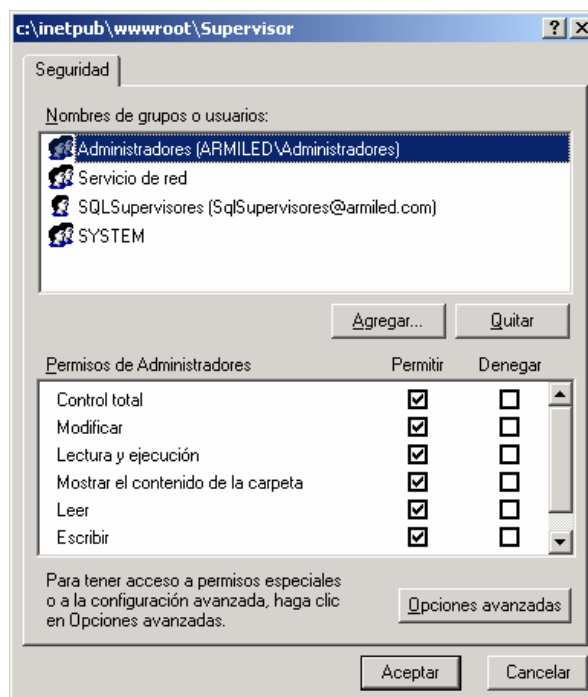 c:\inetpub\wwwroot\Supervisor
Seguridad
Nombres de grupos o usuarios:
Administradores (ARMILED\Administradores)
Servicio de red
SQLSupervisores (SqlSupervisores@armiled.com)
SYSTEM
Agregar... Quitar
Permisos de Administradores Permitir Denegar
Control total
Modificar
Lectura y ejecución
Mostrar el contenido de la carpeta
Leer
Escribir
Para tener acceso a permisos especiales
o a la configuración avanzada, haga clic
en Opciones avanzadas.
Opciones avanzadas
Aceptar Cancelar